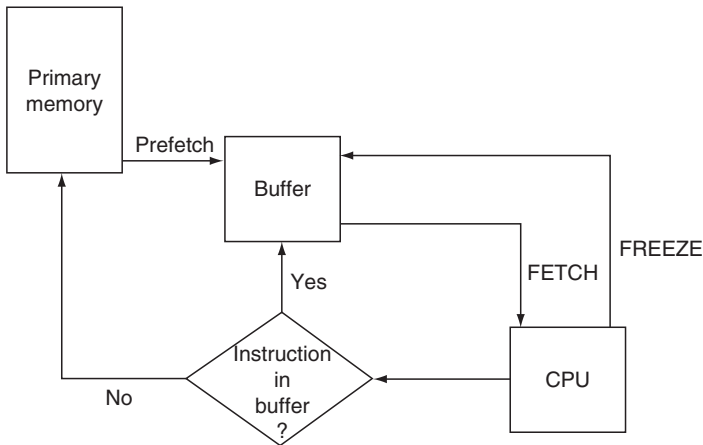 Primary
memory
Prefetch
Buffer
FREEZE
FETCH
Yes
Instruction
in
buffer
?
No
CPU